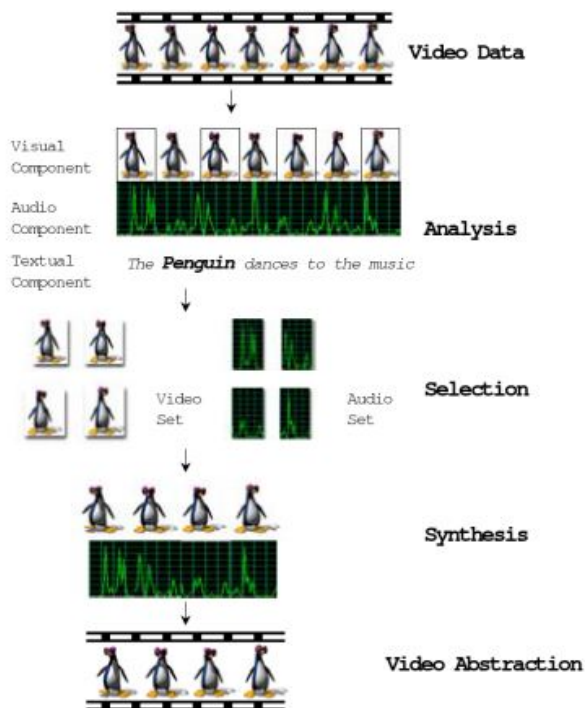 Video Data
Visual
Component
Audio
Component
Analysis
Textual
Component
The Penguin dances to the music
Selection
Video
Set
Audio
Set
Synthesis
Video Abstraction